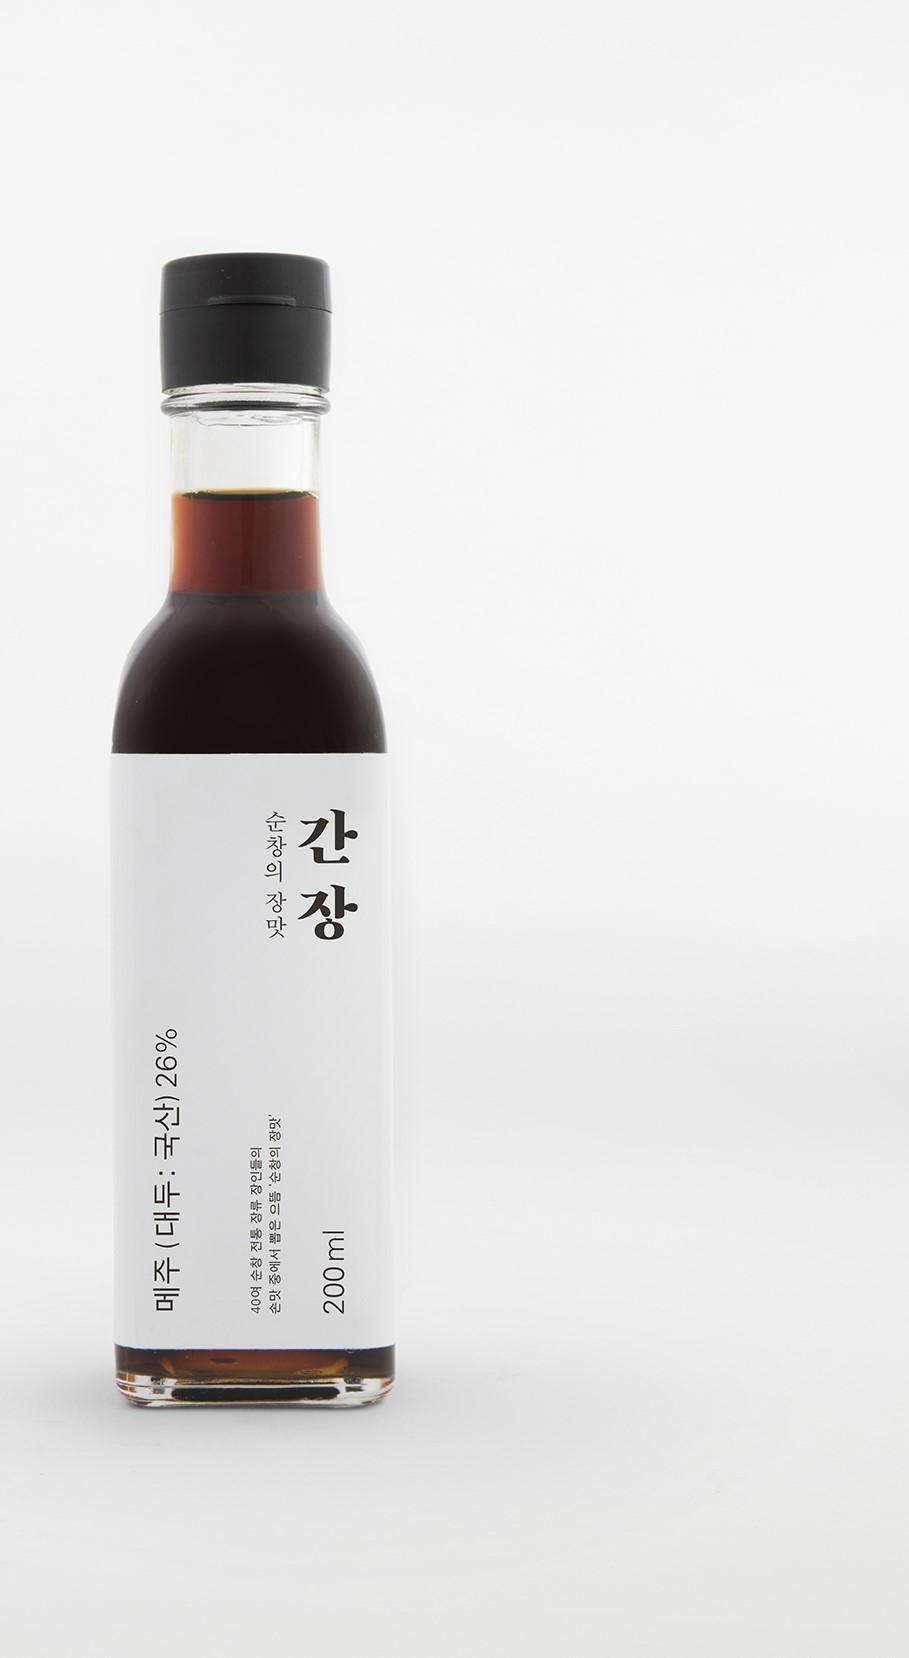 간장
순창의 장맛
메주 ( 대두 : 국산) 26%
40여 순창 전통 장류 장인들의
손맛 중에서 뽑은 으뜸 '순창의 장맛'
200ml